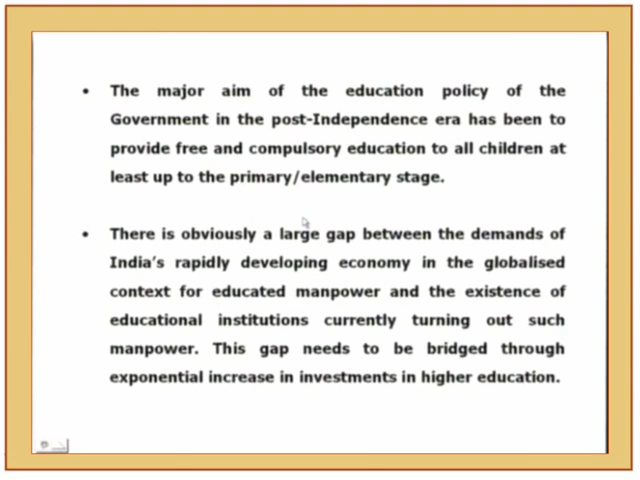 • The major aim of the education policy of the
Government in the post-Independence era has been to
provide free and compulsory education to all children at
least up to the primary/elementary stage.
• There is obviously a large gap between the demands of
India's rapidly developing economy in the globalised
context for educated manpower and the existence of
educational institutions currently turning out such
manpower. This gap needs to be bridged through
exponential increase in investments in higher education.